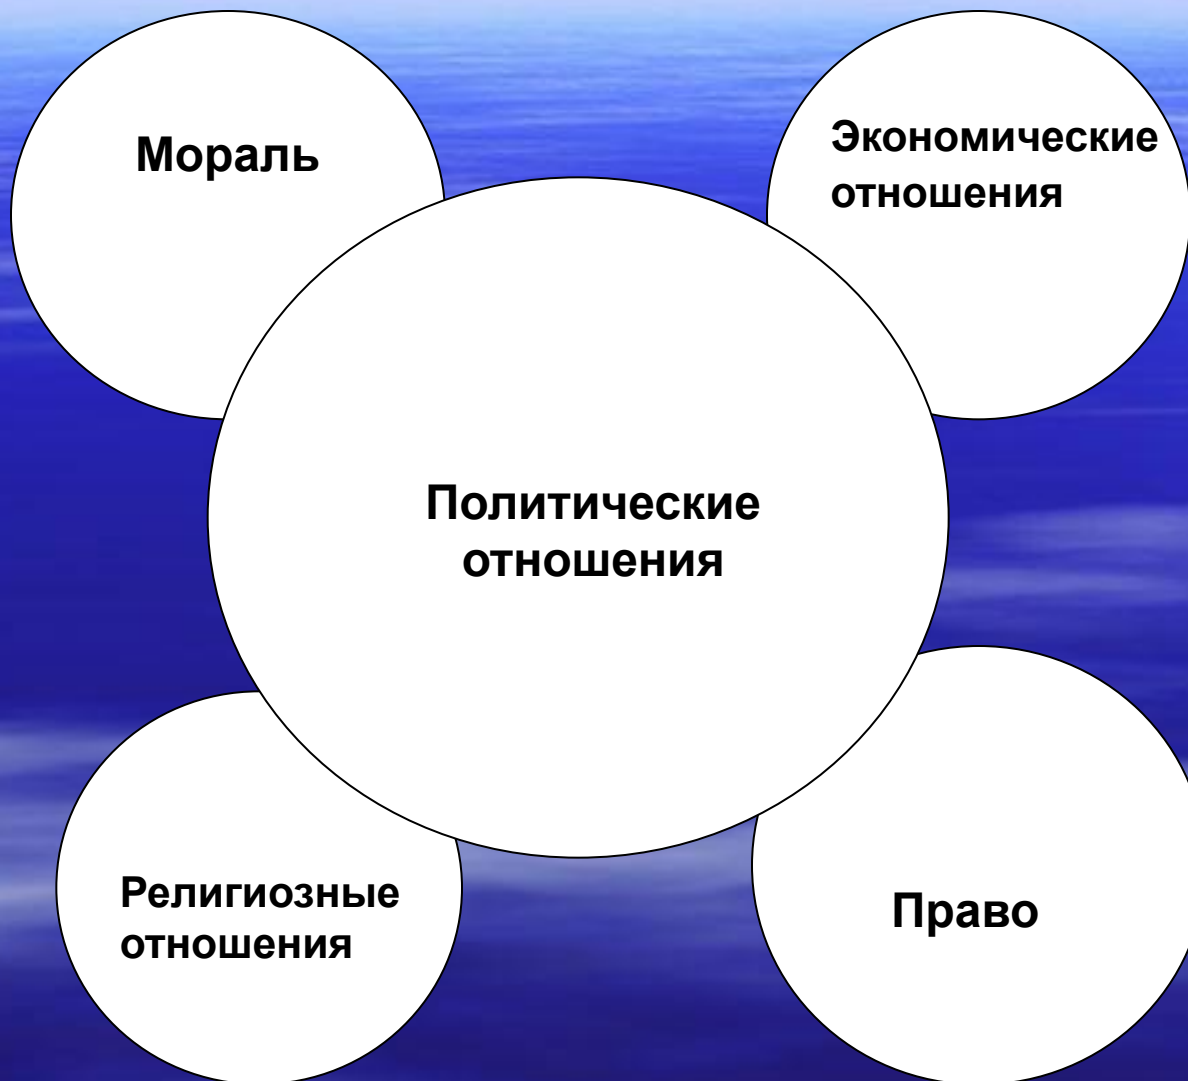 Мораль
Экономические
отношения
Политические
отношения
Религиозные
отношения
Право